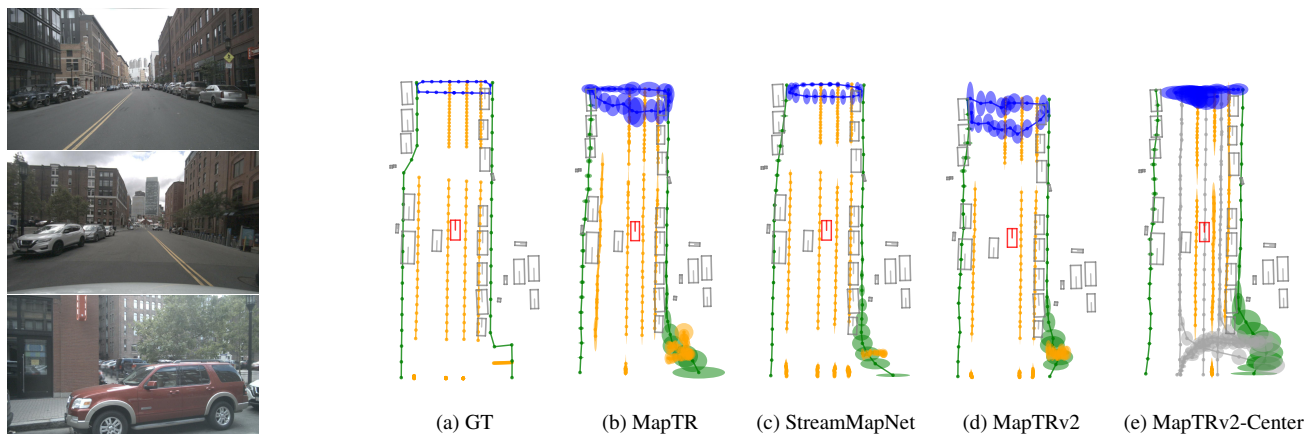 (a) GT
(b) MapTR
(c) StreamMapNet
(d) MapTRv2
(e) MapTRv2-Center